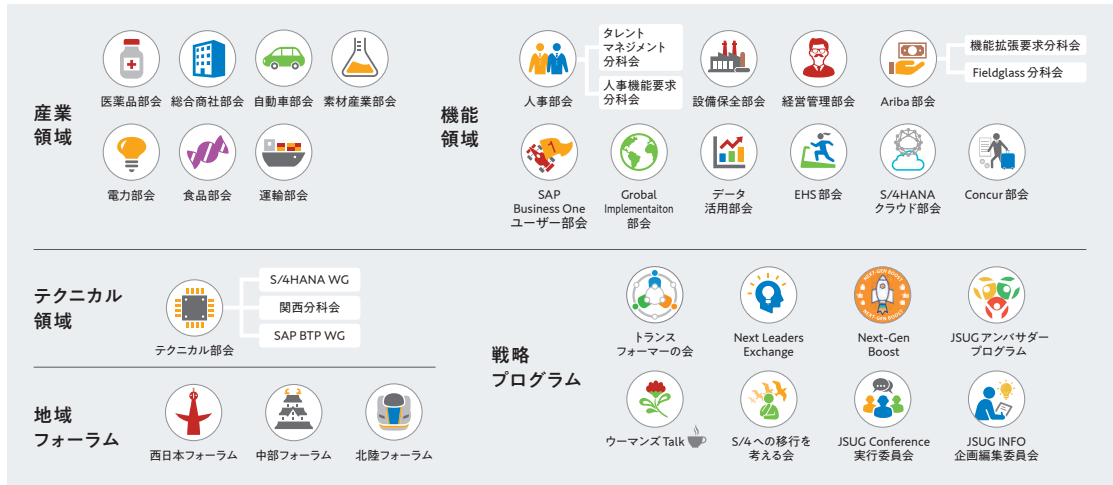 産業
領域
医薬品部会
総合商社部会
自動車部会
素材産業部会
電力部会
食品部会
運輸部会
機能
領域
人事部会
タレント
マネジメント
分科会
人事機能要求
分科会
設備保全部会
経営管理部会
Ariba 部会
機能拡張要求分科会
Fieldglass 分科会
SAP
Business One
ユーザー部会
Grobal
Implementaiton
部会
データ
活用部会
EHS 部会
S/4HANA
クラウド部会
Concur 部会
テクニカル
領域
テクニカル部会
S/4HANA WG
関西分科会
SAP BTP WG
地域
フォーラム
西日本フォーラム
中部フォーラム
北陸フォーラム
戦略
プログラム
トランス
フォーマーの会
Next Leaders
Exchange
NEXT-GEN BOOST
NEXT-GEN BOOST
Next-Gen
Boost
JSUG アンバサダー
プログラム
ウーマンズ Talk
S/4 への移行を
考える会
JSUG Conference
実行委員会
JSUG INFO
企画編集委員会